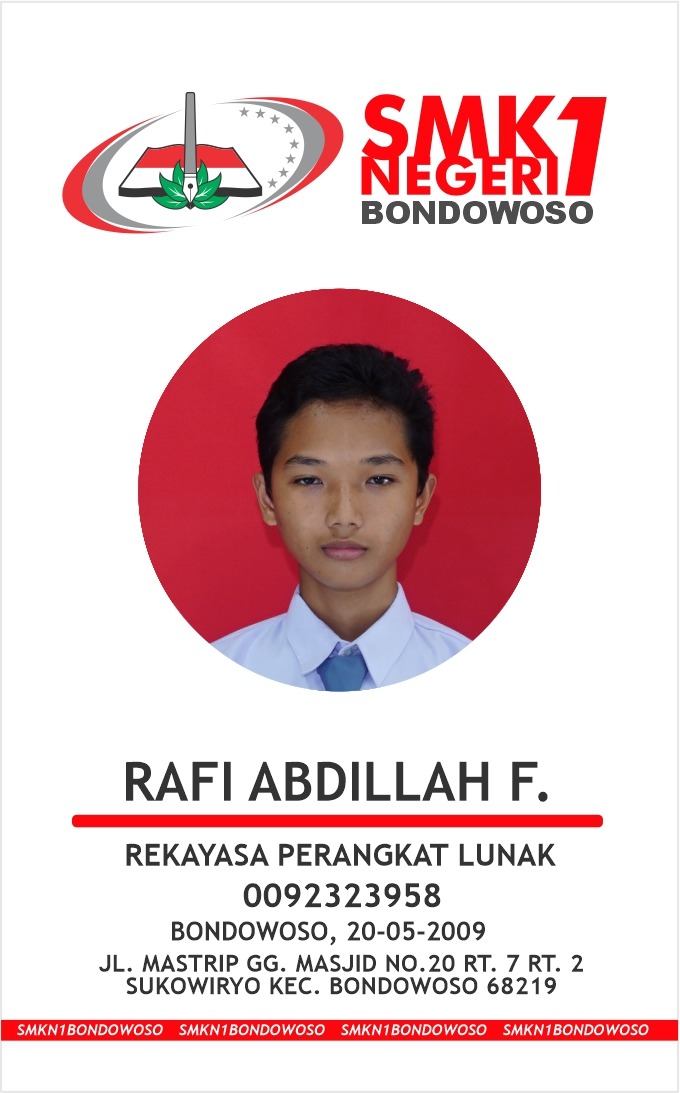 SMK
NEGERI 1
BONDOWOSO
RAFI ABDILLAH F.
REKAYASA PERANGKAT LUNAK
0092323958
BONDOWOSO, 20-05-2009
JL. MASTRIP GG. MASJID NO.20 RT. 7 RT. 2
SUKOWIRYO KEC. BONDOWOSO 68219
SMKN1BONDOWOSO SMKN1BONDOWOSO SMKN1BONDOWOSO SMKN1BONDOWOSO